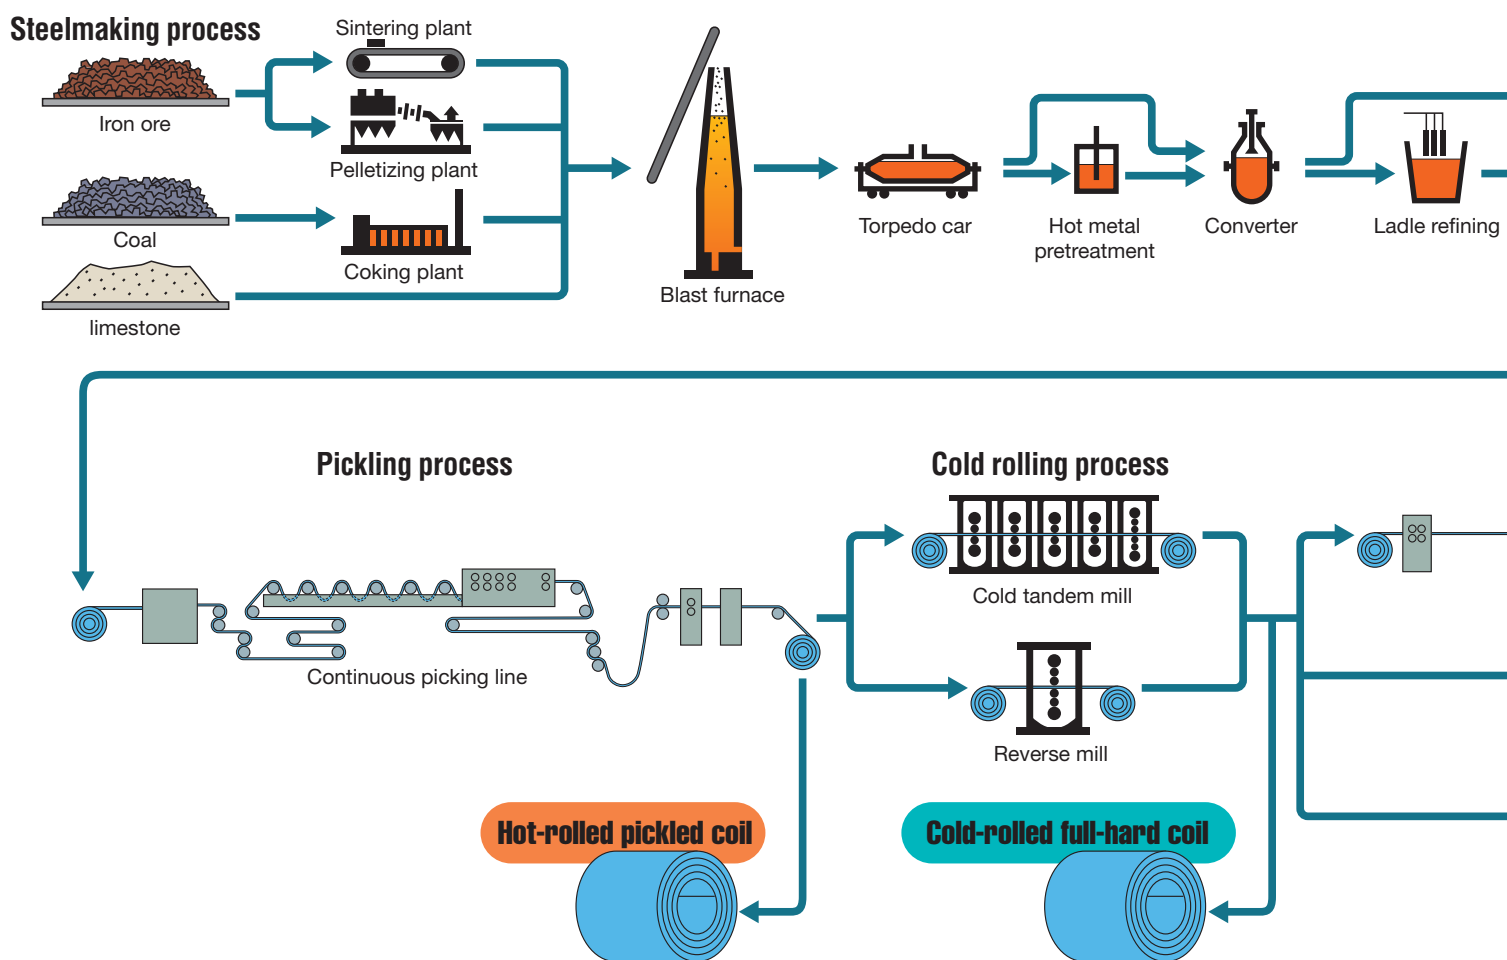 Steelmaking process
Sintering plant
Iron ore
Pelletizing plant
Coal
Coking plant
limestone
Blast furnace
Torpedo car
Hot metal
pretreatment
Converter
Ladle refining
Pickling process
Continuous picking line
Cold rolling process
Cold tandem mill
Reverse mill
Hot-rolled pickled coil
Cold-rolled full-hard coil